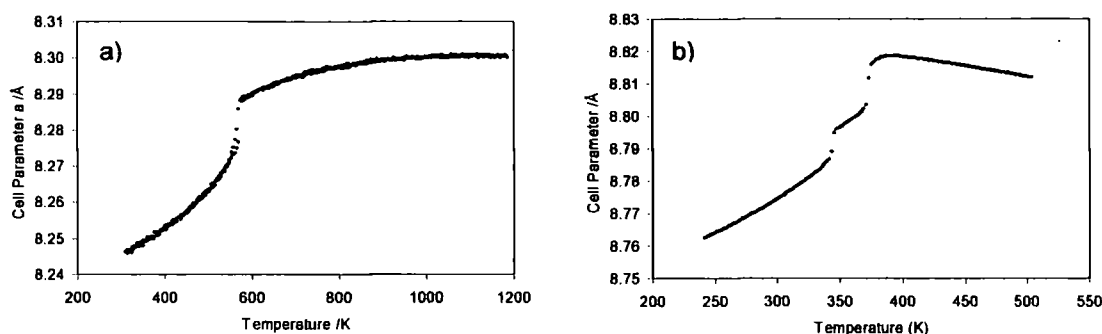 a)
Cell Parameter a /Å
8.31
8.30
8.29
8.28
8.27
8.26
8.25
8.24
200 400 600 800 1000 1200
Temperature /K
b)
Cell Parameter /Å
8.83
8.82
8.81
8.80
8.79
8.78
8.77
8.76
8.75
200 250 300 350 400 450 500 550
Temperature (K)